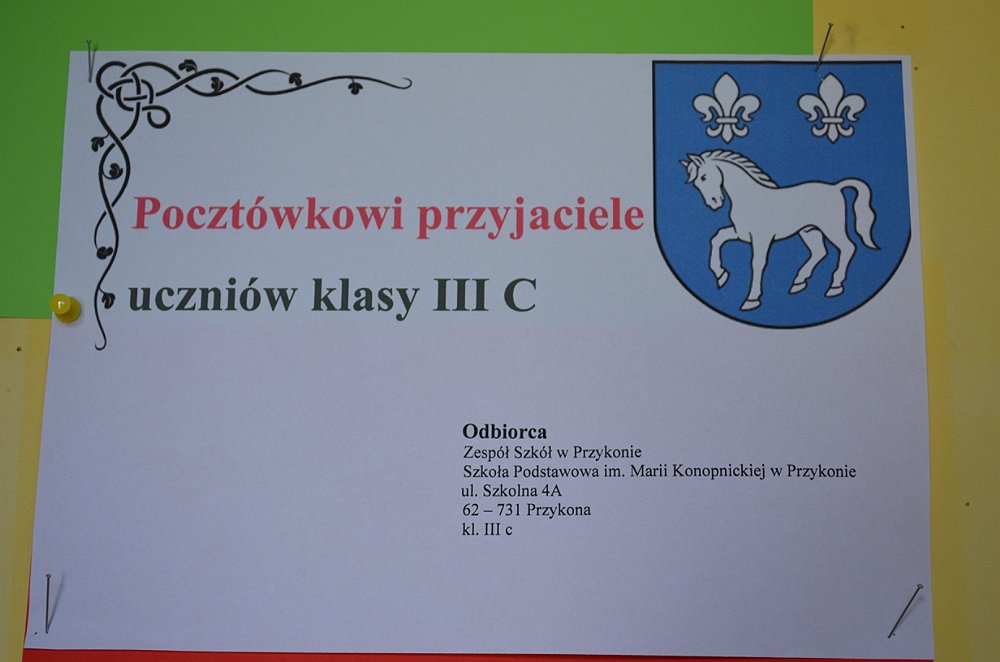 Pocztówkowi przyjaciele
uczniów klasy III C
Odbiorca
Zespół Szkół w Przykonie
Szkoła Podstawowa im. Marii Konopnickiej w Przykonie
ul. Szkolna 4A
62 – 731 Przykona
kl. III c